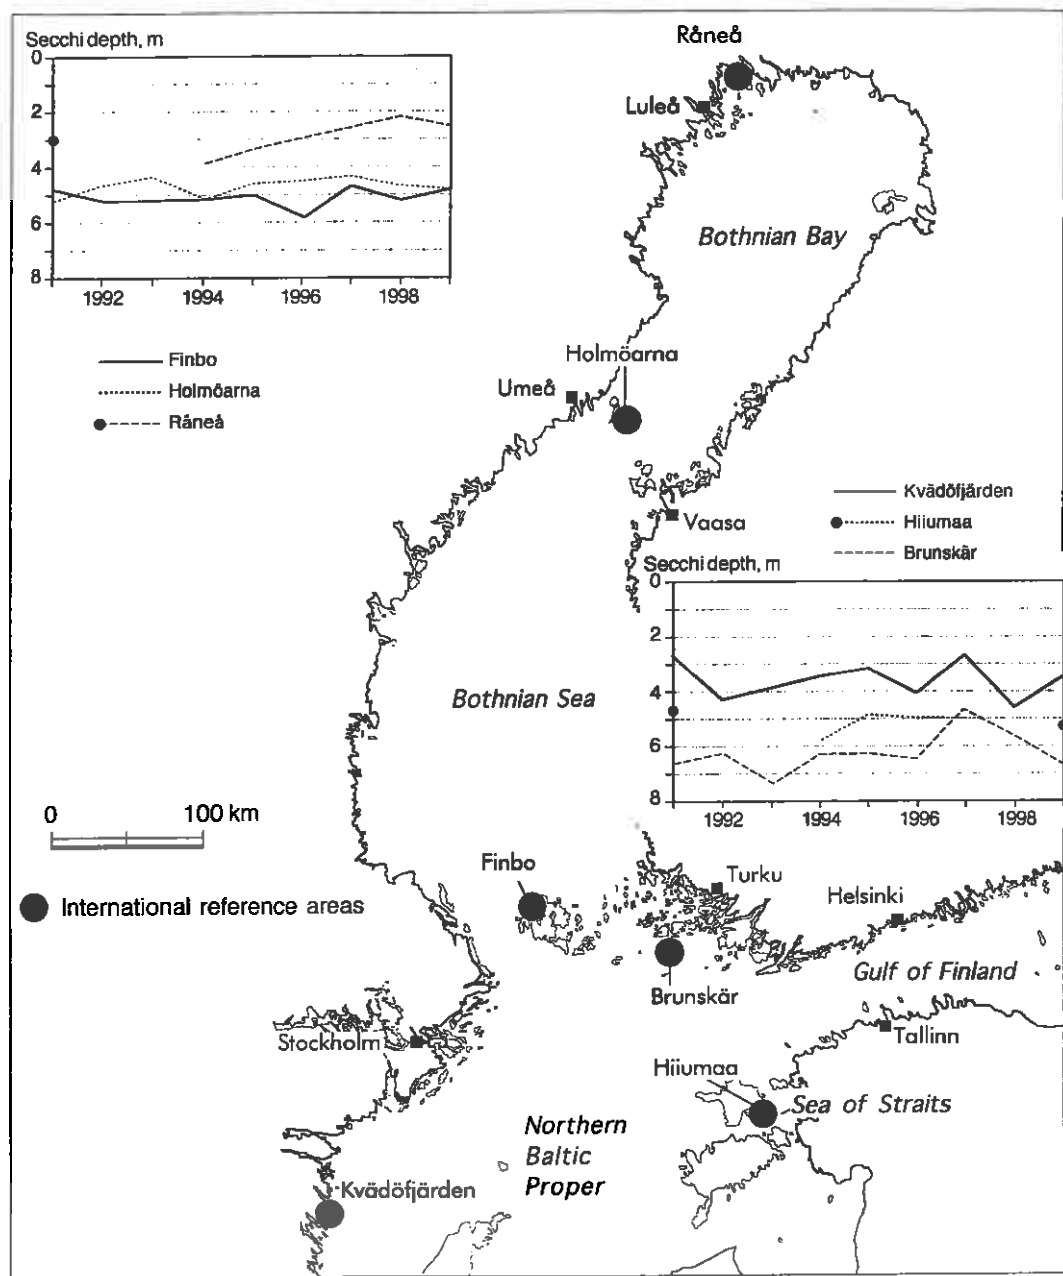 Secchi depth, m
0
2
4
6
8
1992 1994 1996 1998
Finbo
Holmöarna
Råneå
Råneå
Luleå
Bothnian Bay
Holmöarna
Umeå
Vaasa
Kvädöfjärden
Hiiumaa
Brunskär
Secchi depth, m
0
2
4
6
8
1992 1994 1996 1998
Bothnian Sea
0 100 km
International reference areas
Finbo
Turku
Helsinki
Gulf of Finland
Brunskär
Stockholm
Tallinn
Hiiumaa
Sea of Straits
Northern
Baltic
Proper
Kvädöfjärden